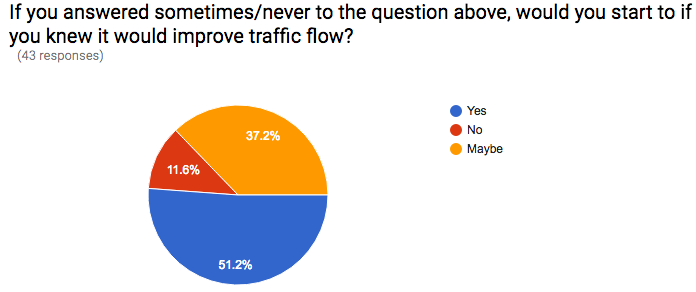 If you answered sometimes/never to the question above, would you start to if
you knew it would improve traffic flow?
(43 responses)
37.2%
11.6%
51.2%
Yes
No
Maybe